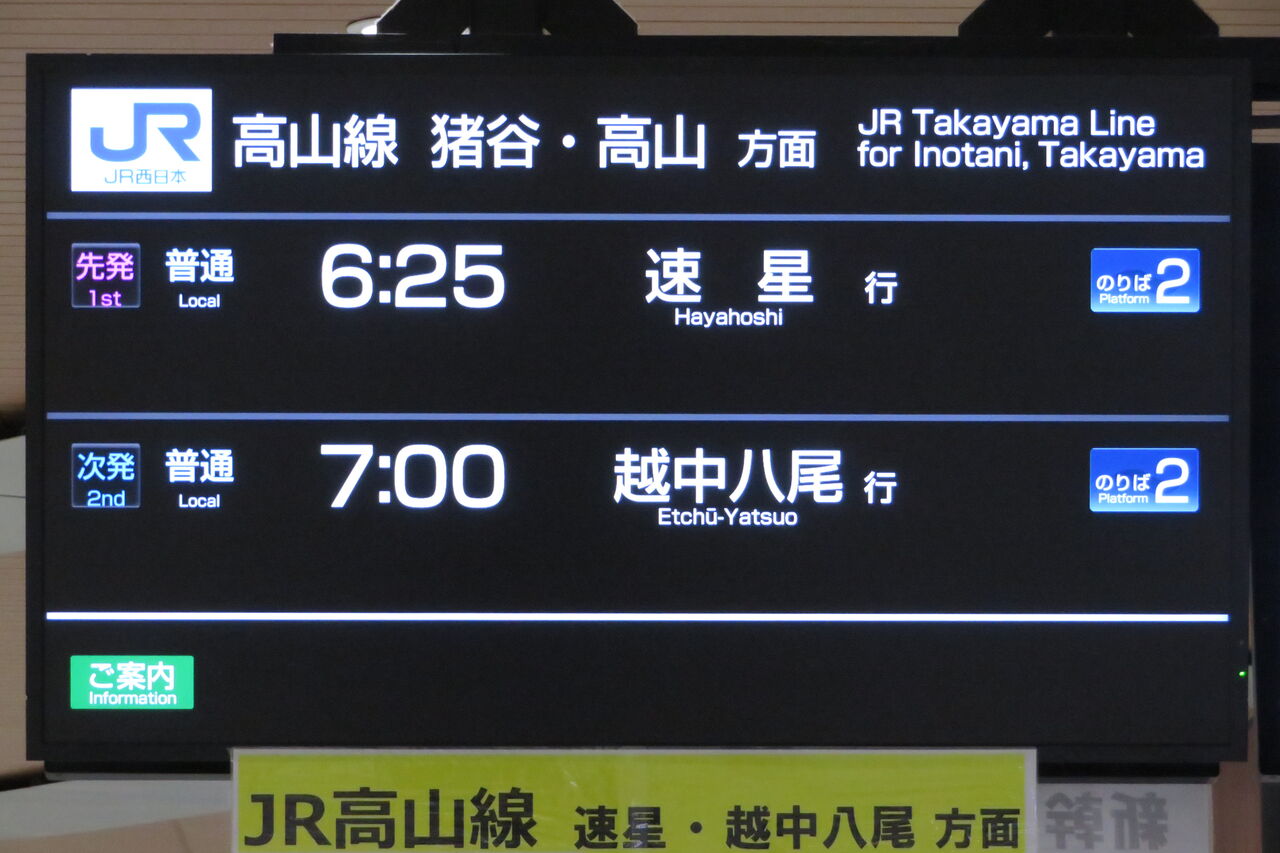 JR
JR西日本
高山線 猪谷・高山 方面
JR Takayama Line
for Inotani, Takayama
先発 普通 6:25 速星 行 のりば 2
1st Local Hayahoshi Platform
次発 普通 7:00 越中八尾 行 のりば 2
2nd Local Etchū-Yatsuo Platform
ご案内
Information
JR高山線 速星・越中八尾 方面
新幹